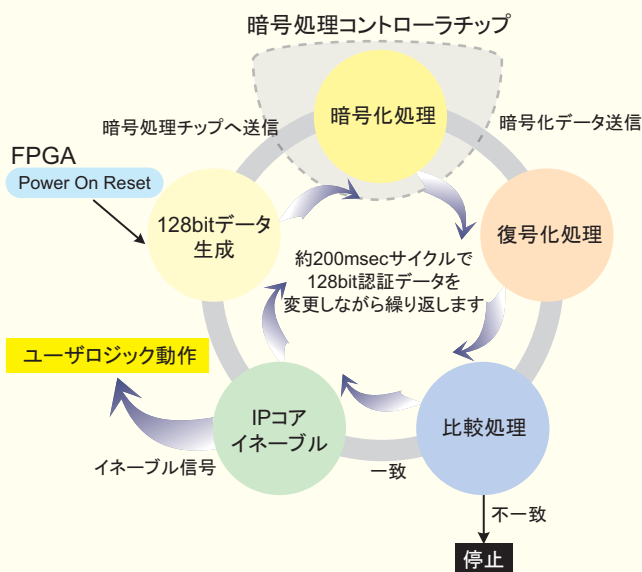 暗号処理コントローラチップ
暗号化処理
暗号処理チップへ送信
暗号化データ送信
FPGA
Power On Reset
128bitデータ
生成
復号化処理
約200msecサイクルで
128bit認証データを
変更しながら繰り返します
ユーザロジック動作
IPコア
イネーブル
比較処理
イネーブル信号
一致
不一致
停止